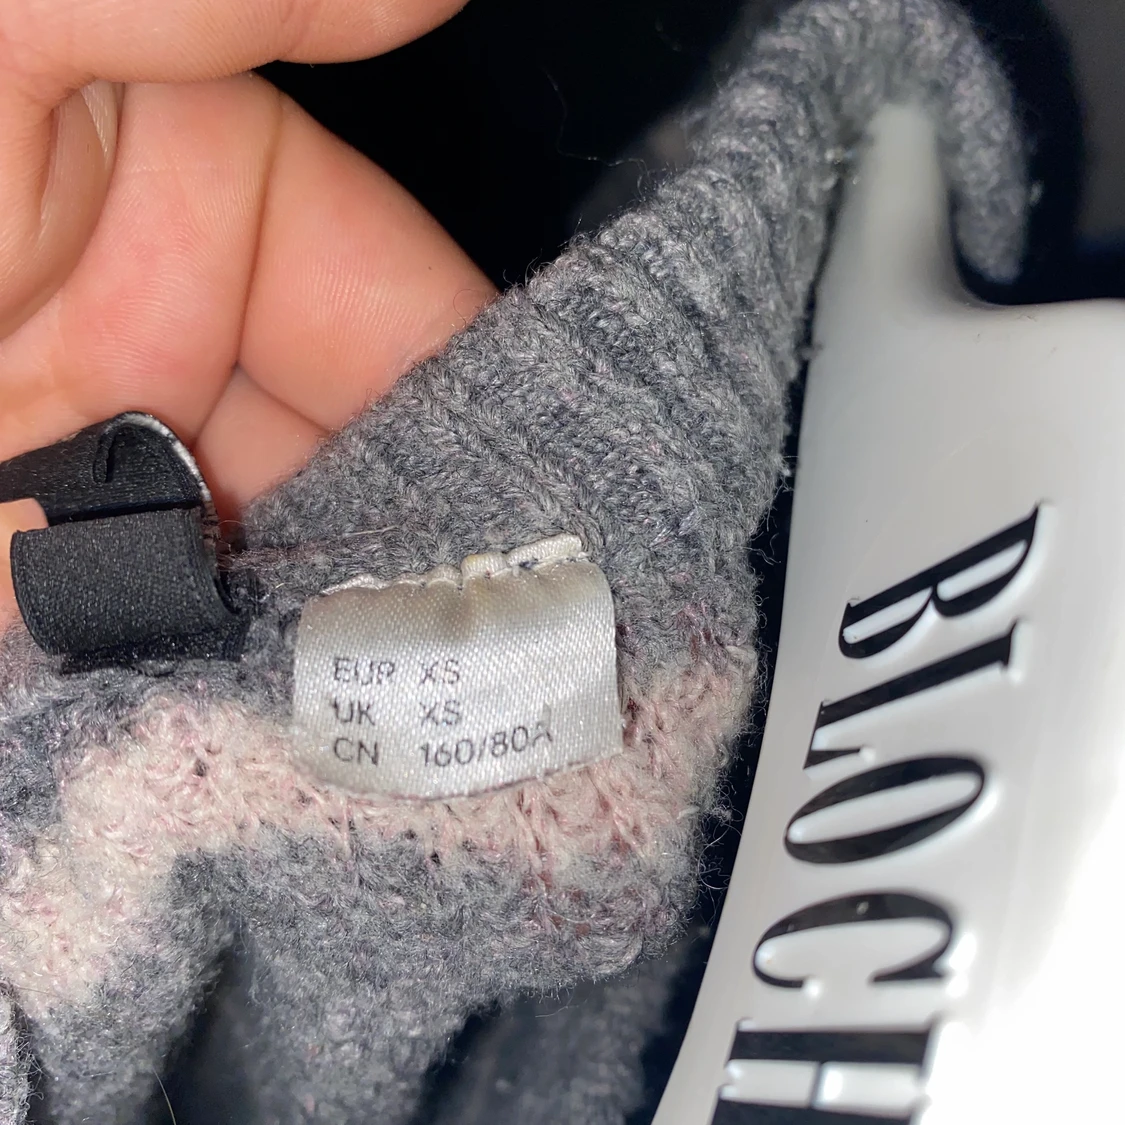 EUR XS
UK XS
CN 160/80A
BLOCH